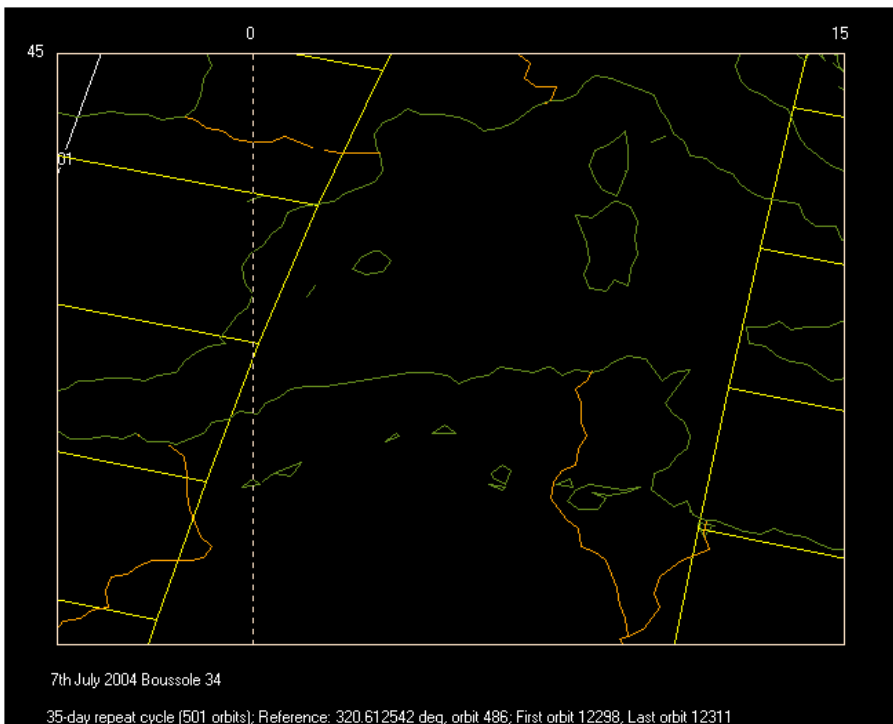 0 15
45
01
7th July 2004 Boussole 34
35-day repeat cycle (501 orbits); Reference: 320.612542 deg, orbit 486; First orbit 12298, Last orbit 12311